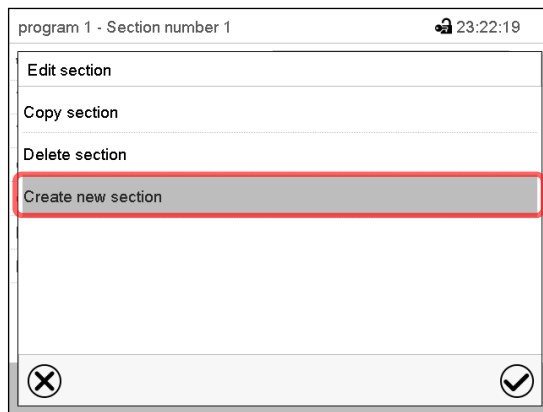 program 1 - Section number 1 23:22:19
Edit section
Copy section
Delete section
Create new section